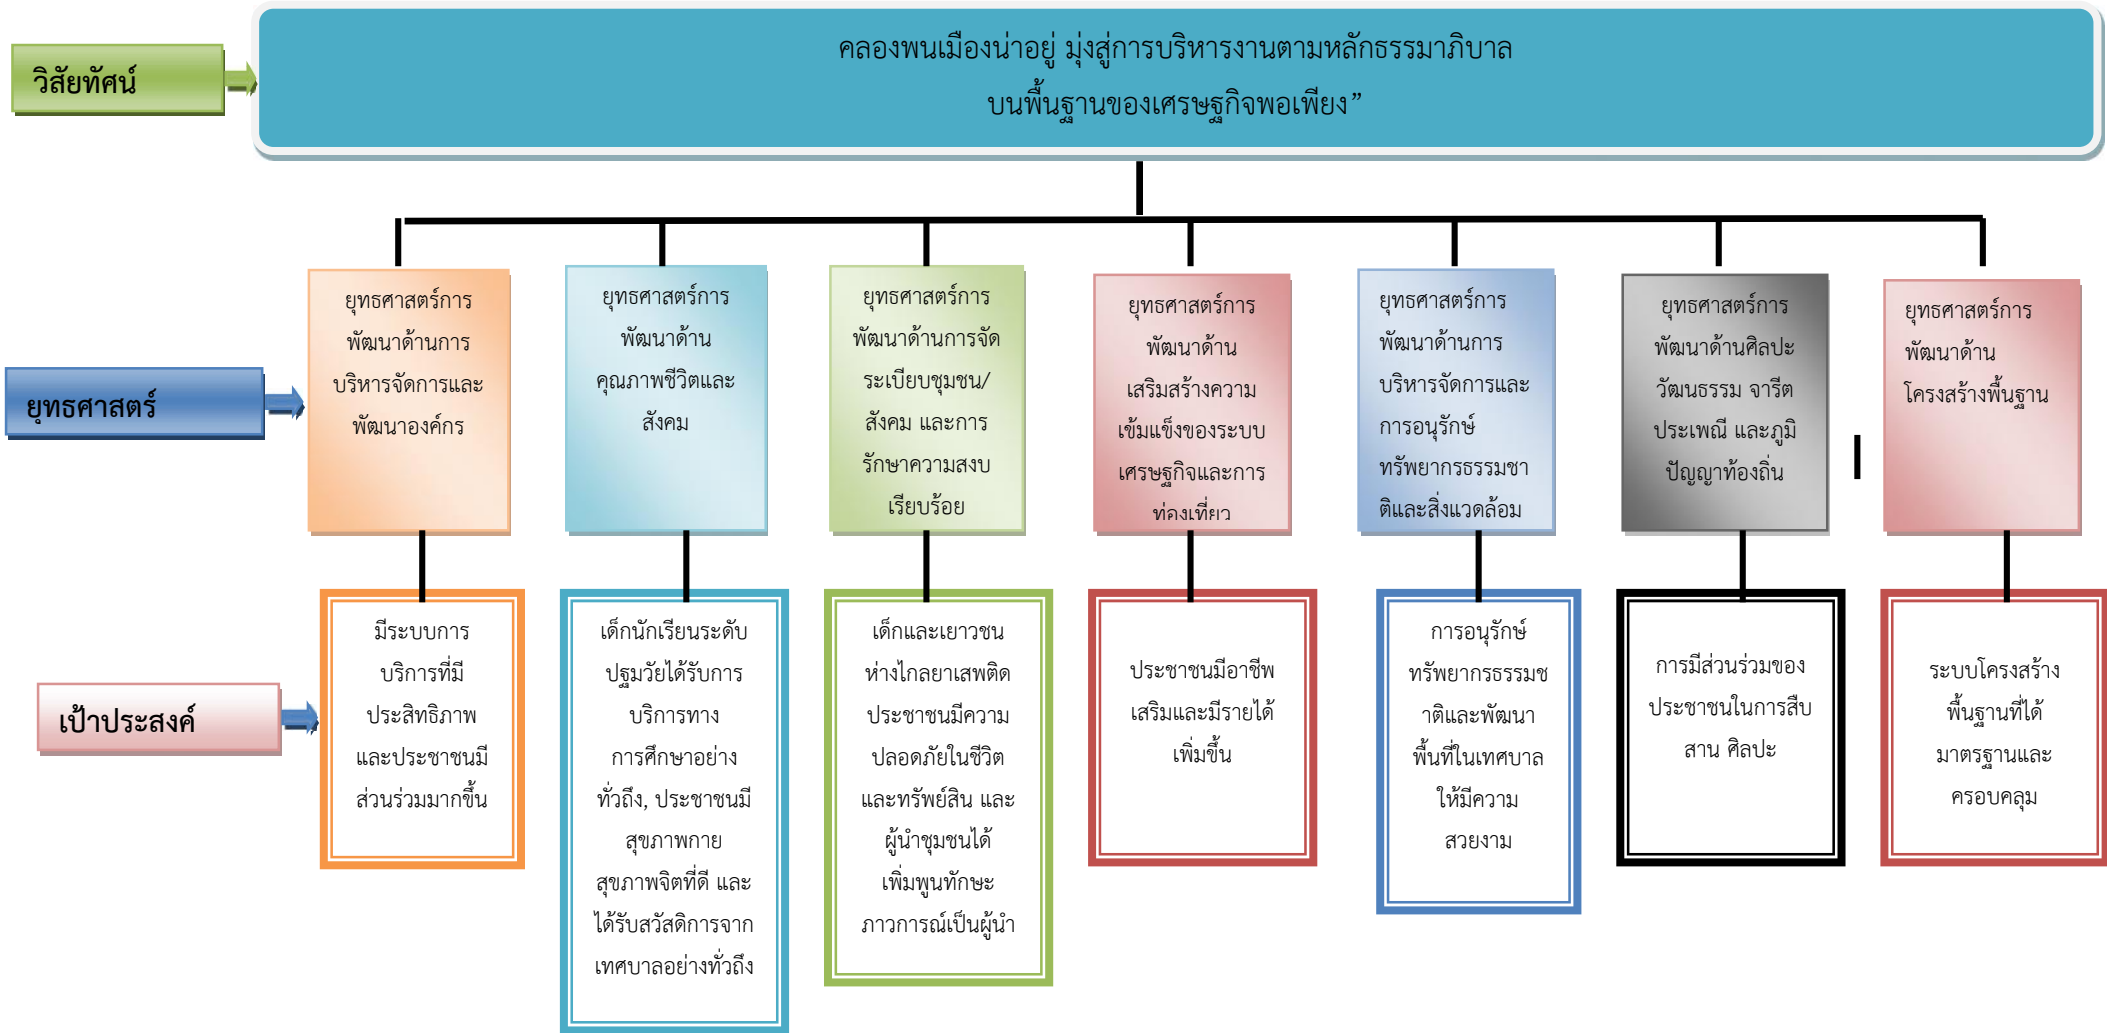 วิสัยทัศน์
คลองพนเมืองน่าอยู่ มุ่งสู่การบริหารงานตามหลักธรรมาภิบาล
บนพื้นฐานของเศรษฐกิจพอเพียง”
ยุทธศาสตร์
ยุทธศาสตร์การ
พัฒนาด้านการ
บริหารจัดการและ
พัฒนาองค์กร
ยุทธศาสตร์การ
พัฒนาด้าน
คุณภาพชีวิตและ
สังคม
ยุทธศาสตร์การ
พัฒนาด้านการจัด
ระเบียบชุมชน/
สังคม และการ
รักษาความสงบ
เรียบร้อย
ยุทธศาสตร์การ
พัฒนาด้าน
เสริมสร้างความ
เข้มแข็งของระบบ
เศรษฐกิจและการ
ท่องเที่ยว
ยุทธศาสตร์การ
พัฒนาด้านการ
บริหารจัดการและ
การอนุรักษ์
ทรัพยากรธรรมชา
ติและสิ่งแวดล้อม
ยุทธศาสตร์การ
พัฒนาด้านศิลปะ
วัฒนธรรม จารีต
ประเพณี และภูมิ
ปัญญาท้องถิ่น
ยุทธศาสตร์การ
พัฒนาด้าน
โครงสร้างพื้นฐาน
เป้าประสงค์
มีระบบการ
บริการที่มี
ประสิทธิภาพ
และประชาชนมี
ส่วนร่วมมากขึ้น
เด็กนักเรียนระดับ
ปฐมวัยได้รับการ
บริการทาง
การศึกษาอย่าง
ทั่วถึง, ประชาชนมี
สุขภาพกาย
สุขภาพจิตที่ดี และ
ได้รับสวัสดิการจาก
เทศบาลอย่างทั่วถึง
เด็กและเยาวชน
ห่างไกลยาเสพติด
ประชาชนมีความ
ปลอดภัยในชีวิต
และทรัพย์สิน และ
ผู้นำชุมชนได้
เพิ่มพูนทักษะ
ภาวการณ์เป็นผู้นำ
ประชาชนมีอาชีพ
เสริมและมีรายได้
เพิ่มขึ้น
การอนุรักษ์
ทรัพยากรธรรมช
าติและพัฒนา
พื้นที่ในเทศบาล
ให้มีความ
สวยงาม
การมีส่วนร่วมของ
ประชาชนในการสืบ
สาน ศิลปะ
ระบบโครงสร้าง
พื้นฐานที่ได้
มาตรฐานและ
ครอบคลุม